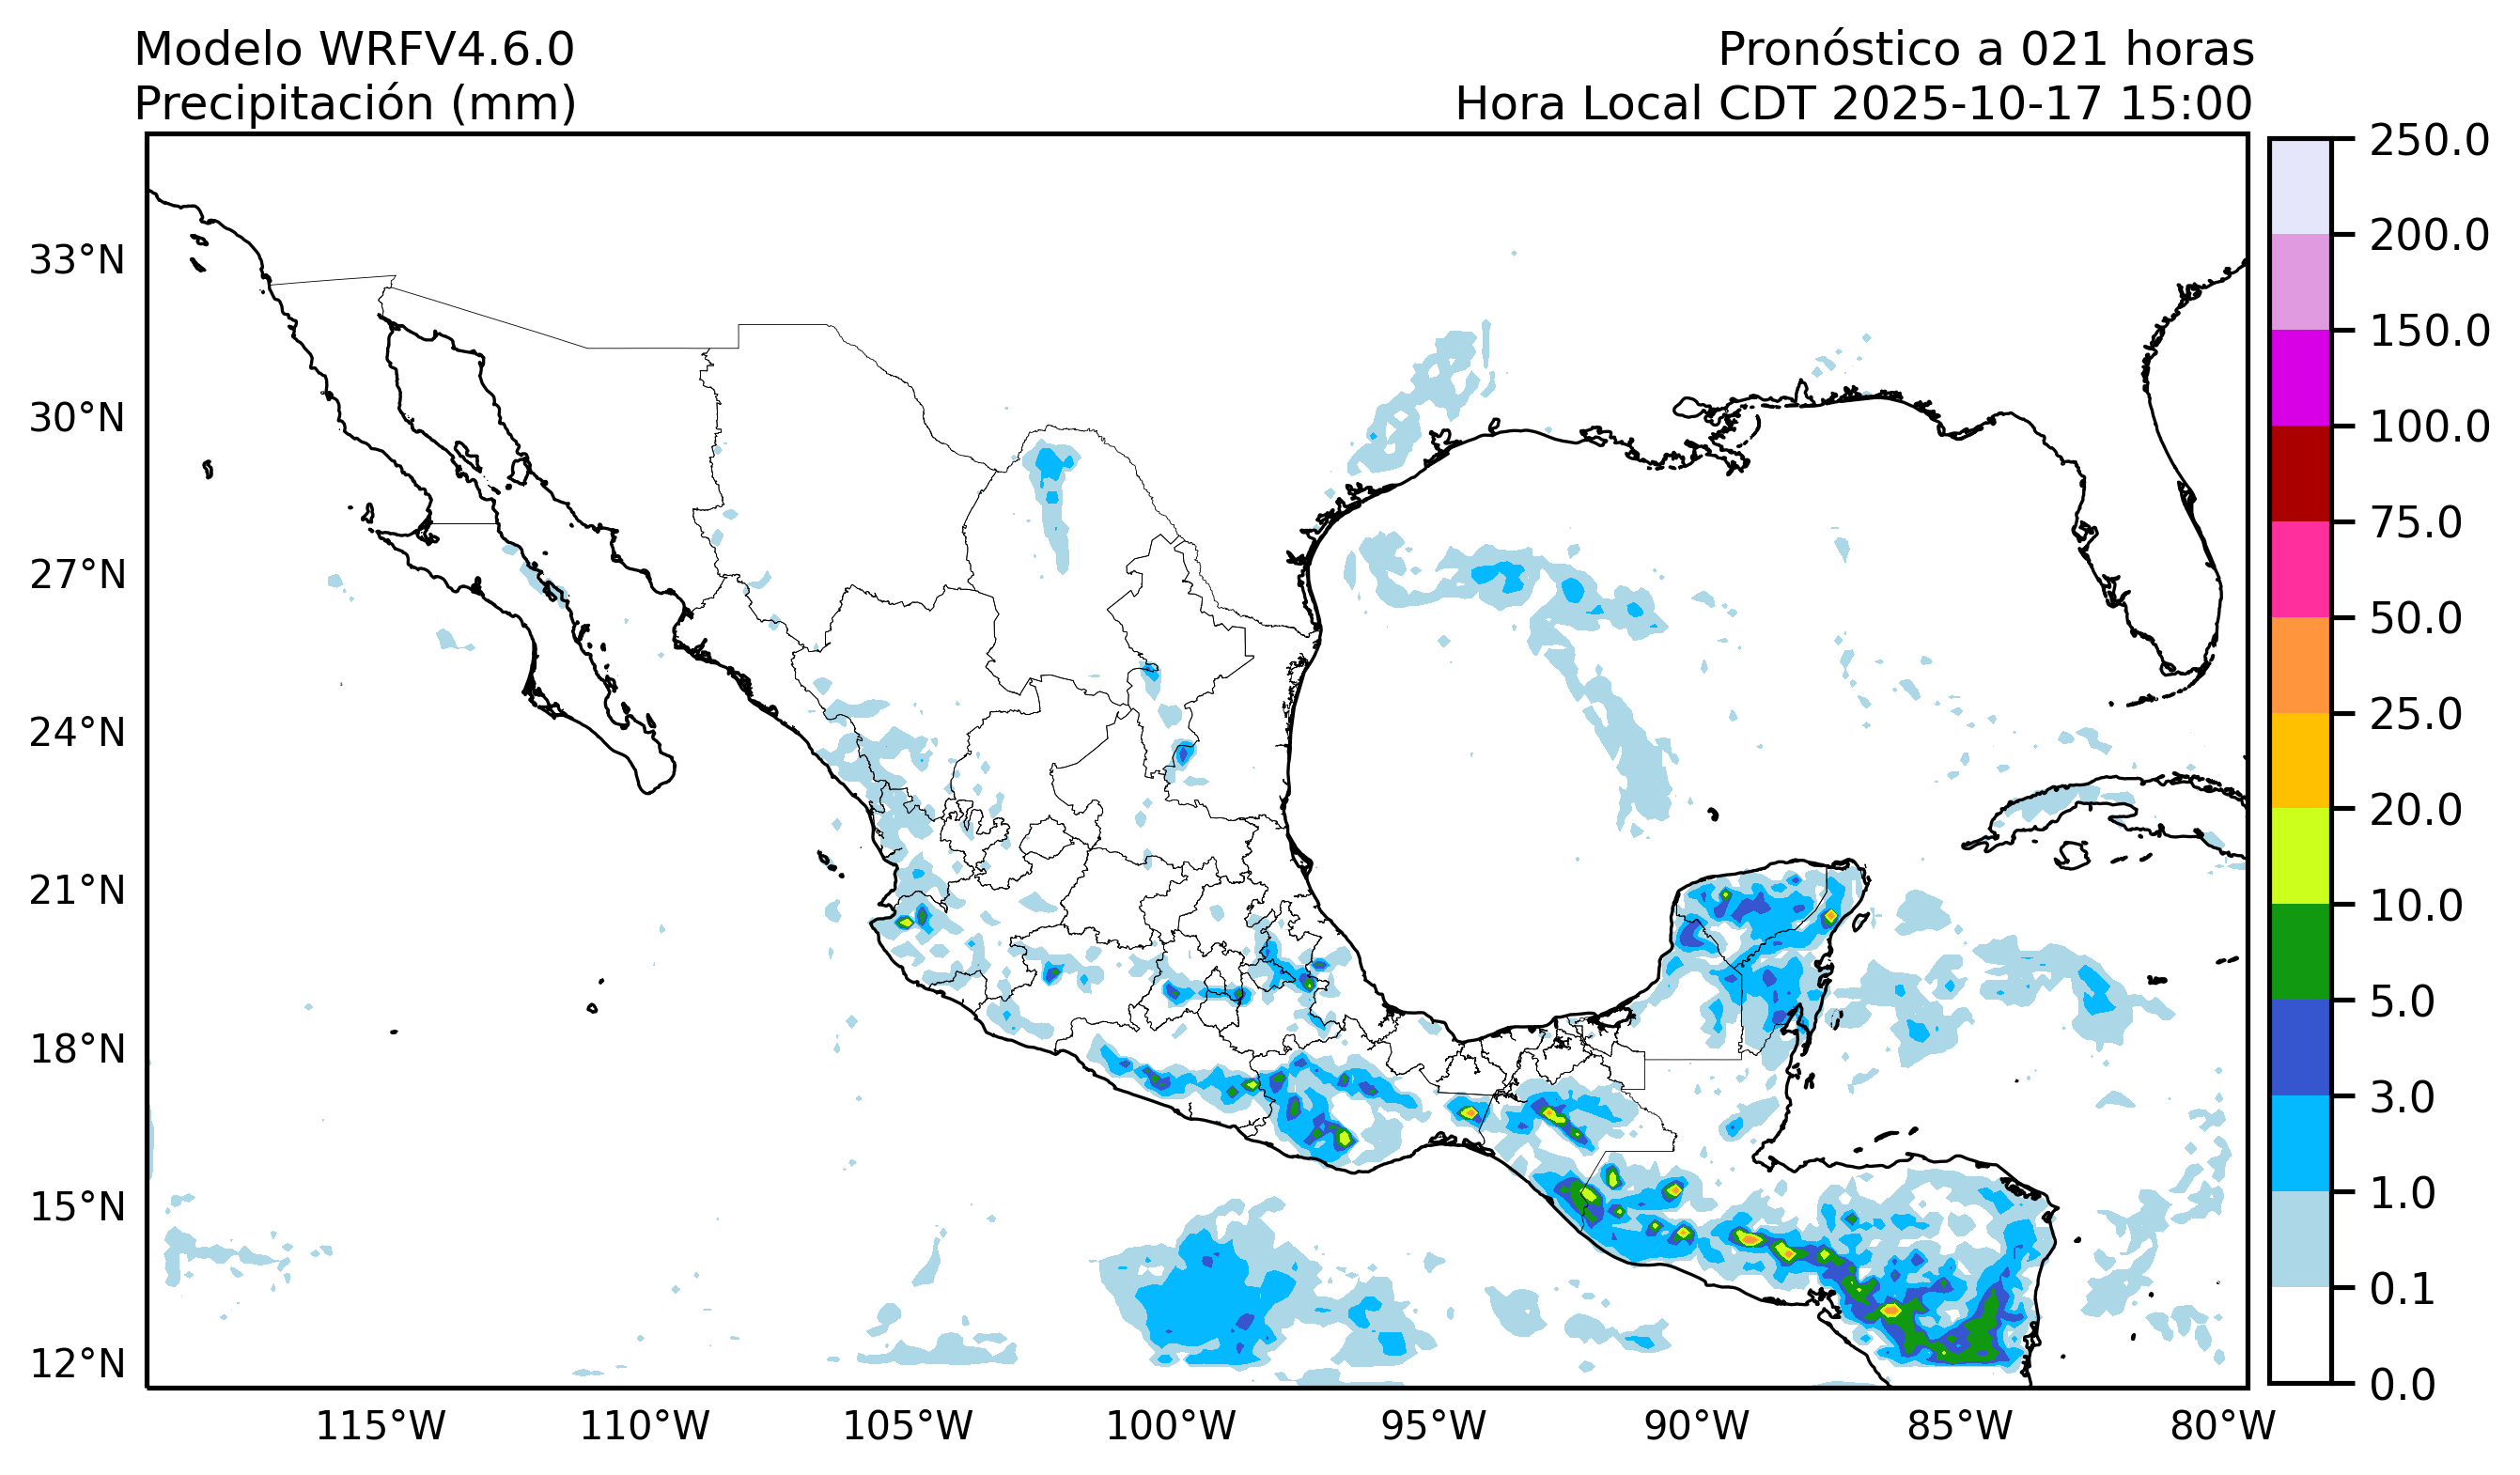 Modelo WRFV4.6.0
Precipitación (mm)
Pronóstico a 021 horas
Hora Local CDT 2025-10-17 15:00
33°N
30°N
27°N
24°N
21°N
18°N
15°N
12°N
115°W
110°W
105°W
100°W
95°W
90°W
85°W
80°W
250.0
200.0
150.0
100.0
75.0
50.0
25.0
20.0
10.0
5.0
3.0
1.0
0.1
0.0